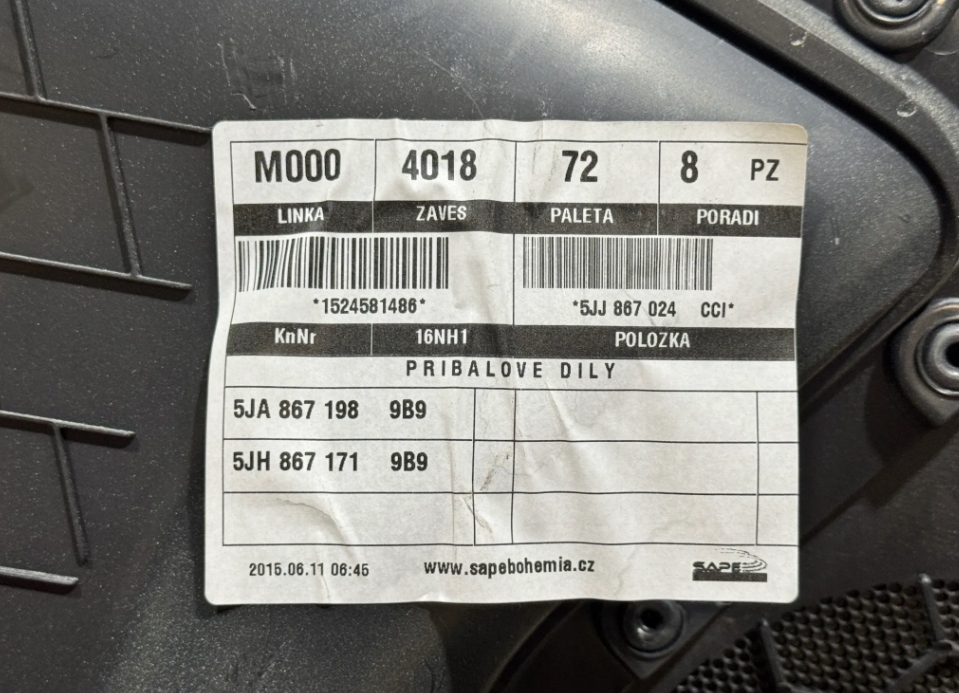 M000 4018 72 8 PZ
LINKA ZAVES PALETA PORADI
*1524581486* *5JJ 867 024 CCI*
KnNr 16NH1 POLOZKA
PRIBALOVE DILY
5JA 867 198 9B9
5JH 867 171 9B9
2015.06.11 06:45 www.sapebohemia.cz SAPE